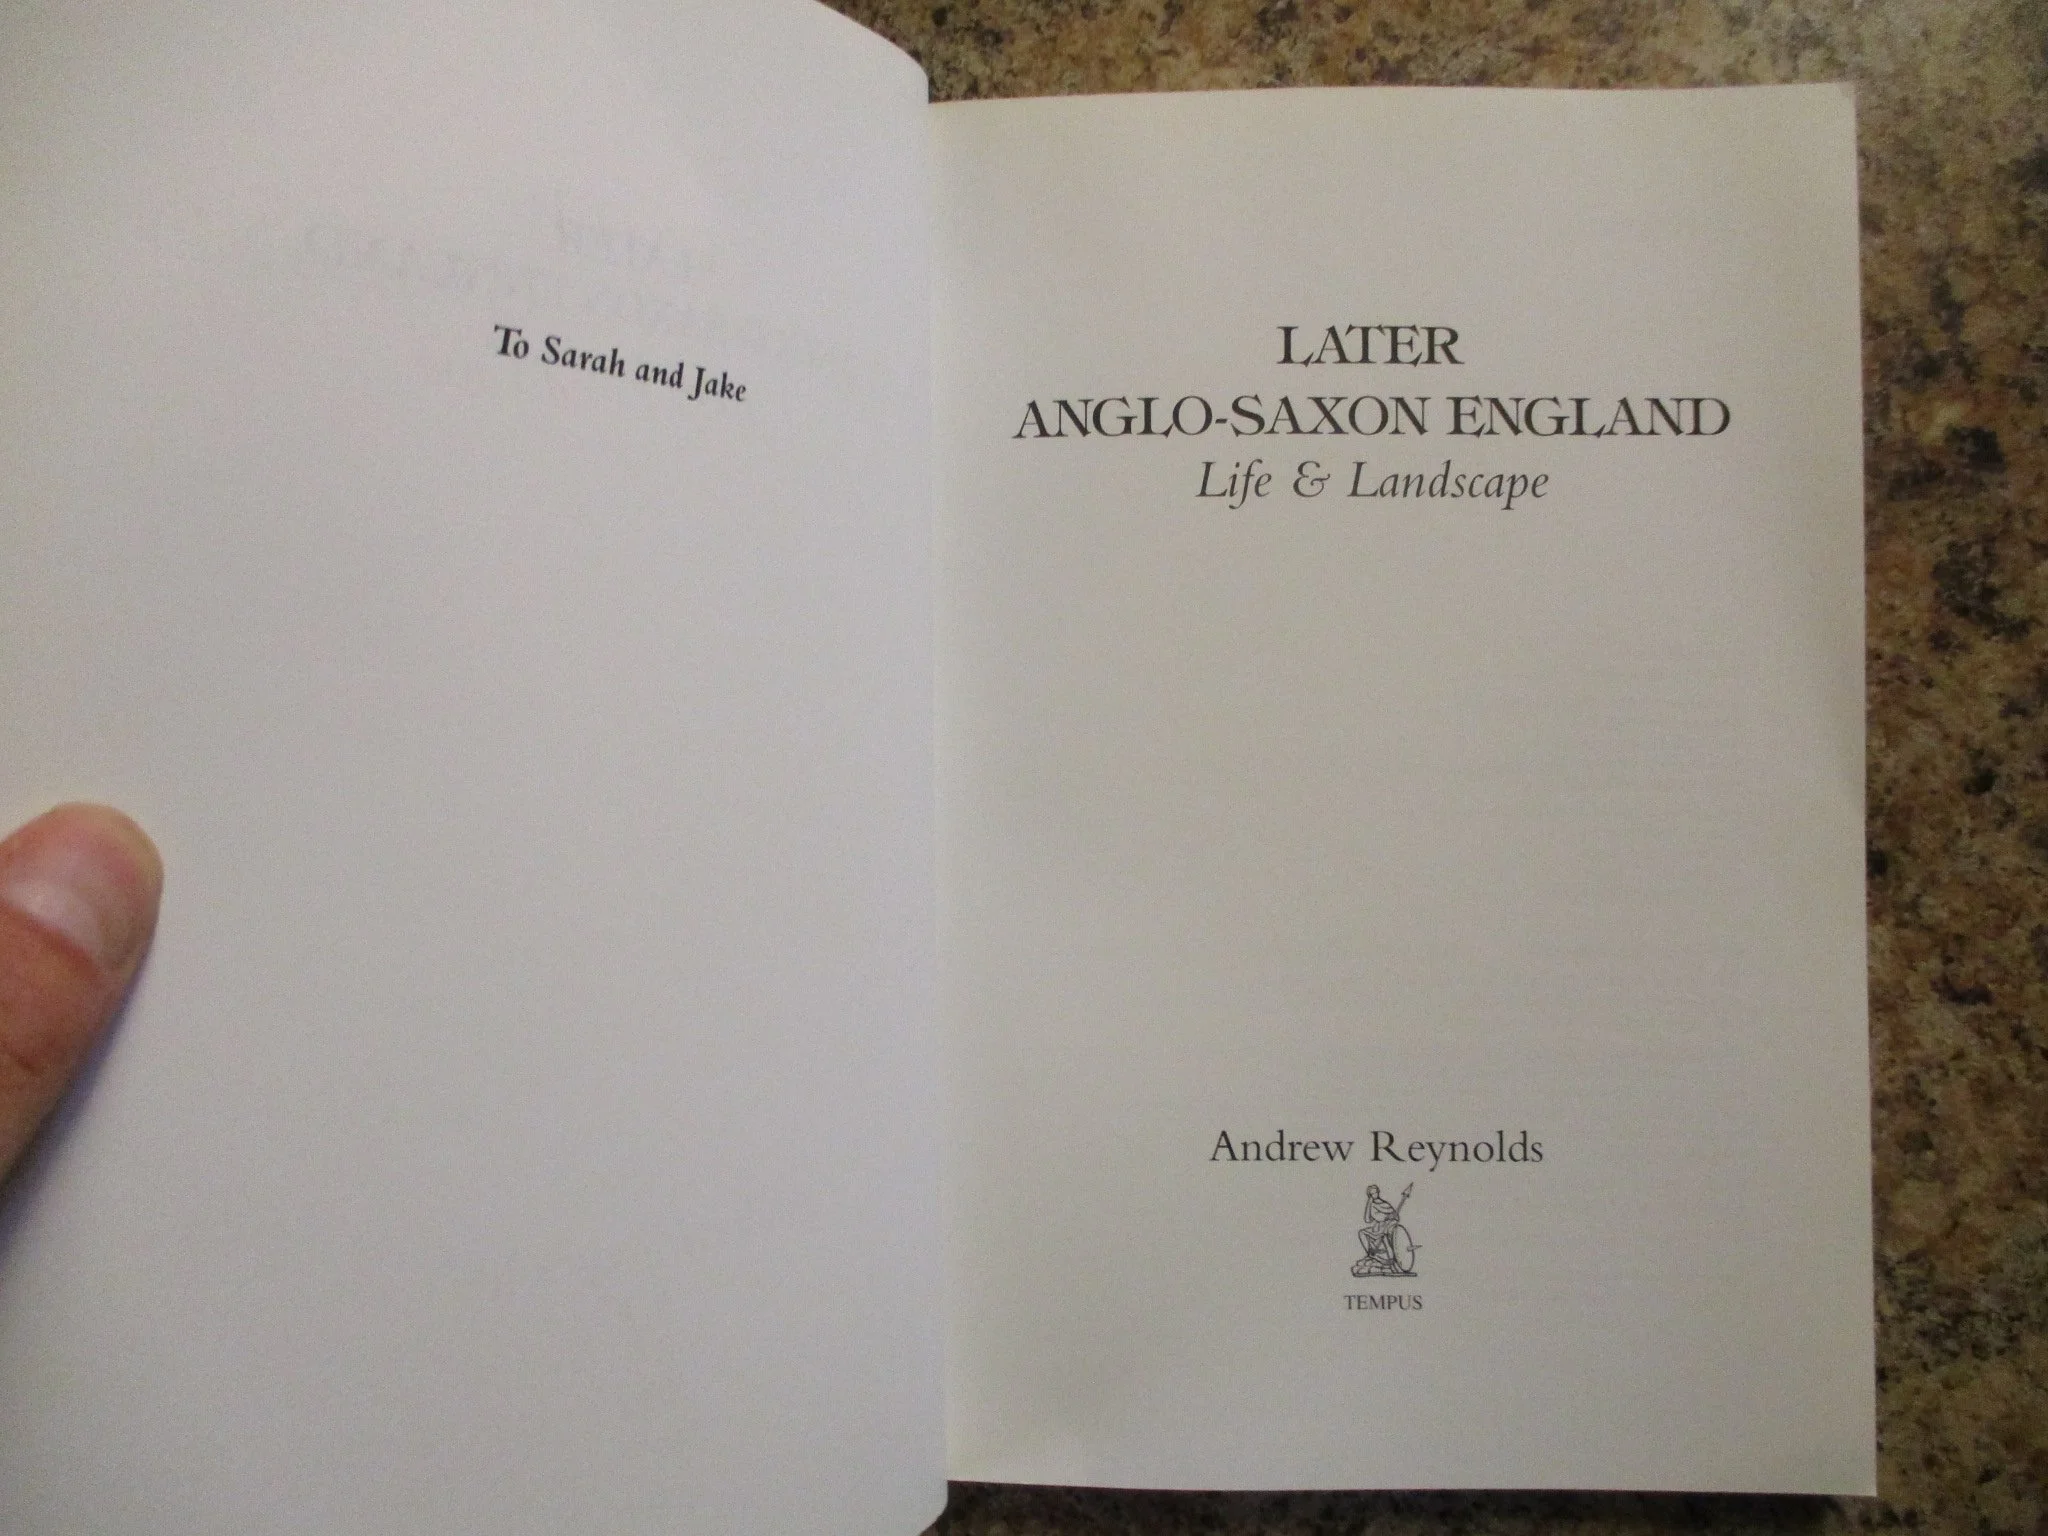 To Sarah and Jake
LATER
ANGLO-SAXON ENGLAND
Life & Landscape
Andrew Reynolds
TEMPUS